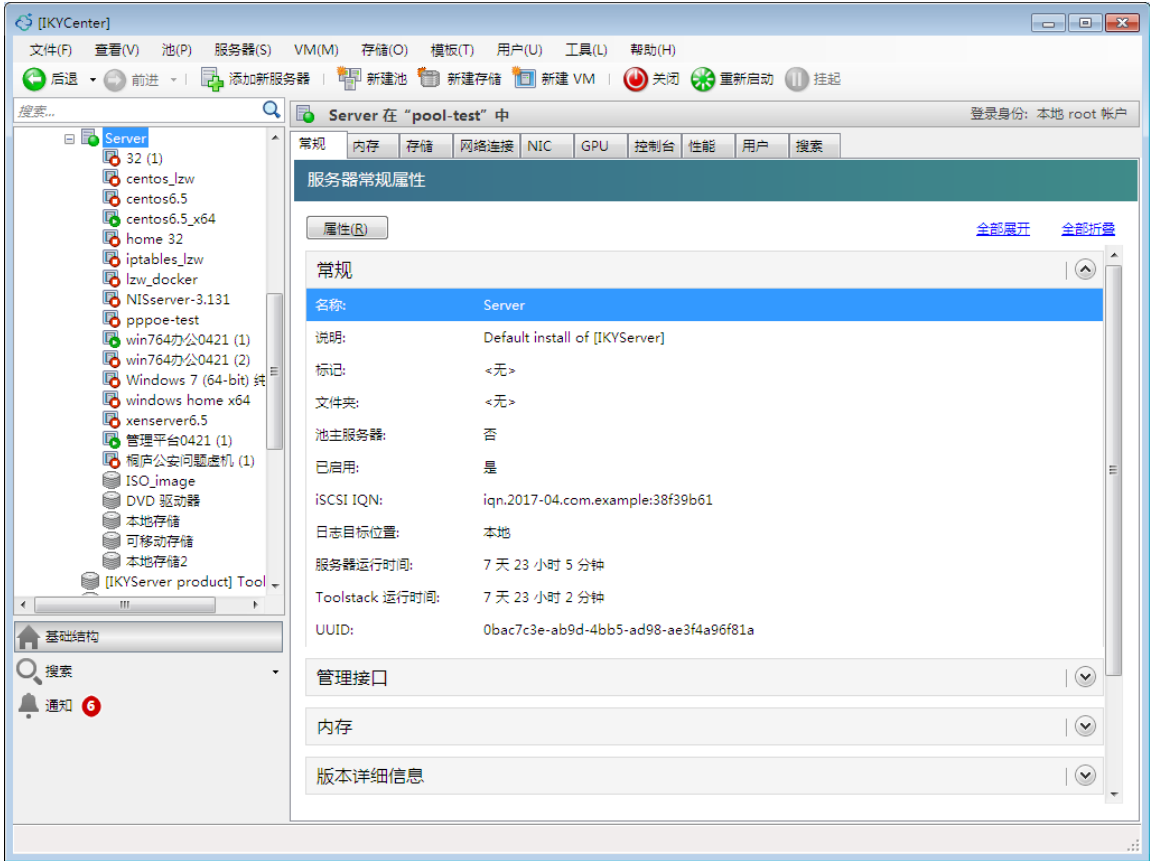 [IKYCenter]
文件(F) 查看(V) 池(P) 服务器(S) VM(M) 存储(O) 模板(T) 用户(U) 工具(L) 帮助(H)
后退 前进 添加新服务器 新建池 新建存储 新建 VM 关闭 重新启动 挂起
搜索...
Server
32 (1)
centos_lzw
centos6.5
centos6.5_x64
home 32
iptables_lzw
lzw_docker
NISserver-3.131
pppoe-test
win764办公0421 (1)
win764办公0421 (2)
Windows 7 (64-bit) 纯
windows home x64
xenserver6.5
管理平台0421 (1)
桐庐公安问题虚机 (1)
ISO_image
DVD 驱动器
本地存储
可移动存储
本地存储2
[IKYServer product] Tool
基础结构
搜索
通知 6
Server 在 “pool-test” 中 登录身份: 本地 root 帐户
常规 内存 存储 网络连接 NIC GPU 控制台 性能 用户 搜索
服务器常规属性
属性(R) 全部展开 全部折叠
常规
名称: Server
说明: Default install of [IKYServer]
标记: <无>
文件夹: <无>
池主服务器: 否
已启用: 是
iSCSI IQN: iqn.2017-04.com.example:38f39b61
日志目标位置: 本地
服务器运行时间: 7 天 23 小时 5 分钟
Toolstack 运行时间: 7 天 23 小时 2 分钟
UUID: 0bac7c3e-ab9d-4bb5-ad98-ae3f4a96f81a
管理接口
内存
版本详细信息